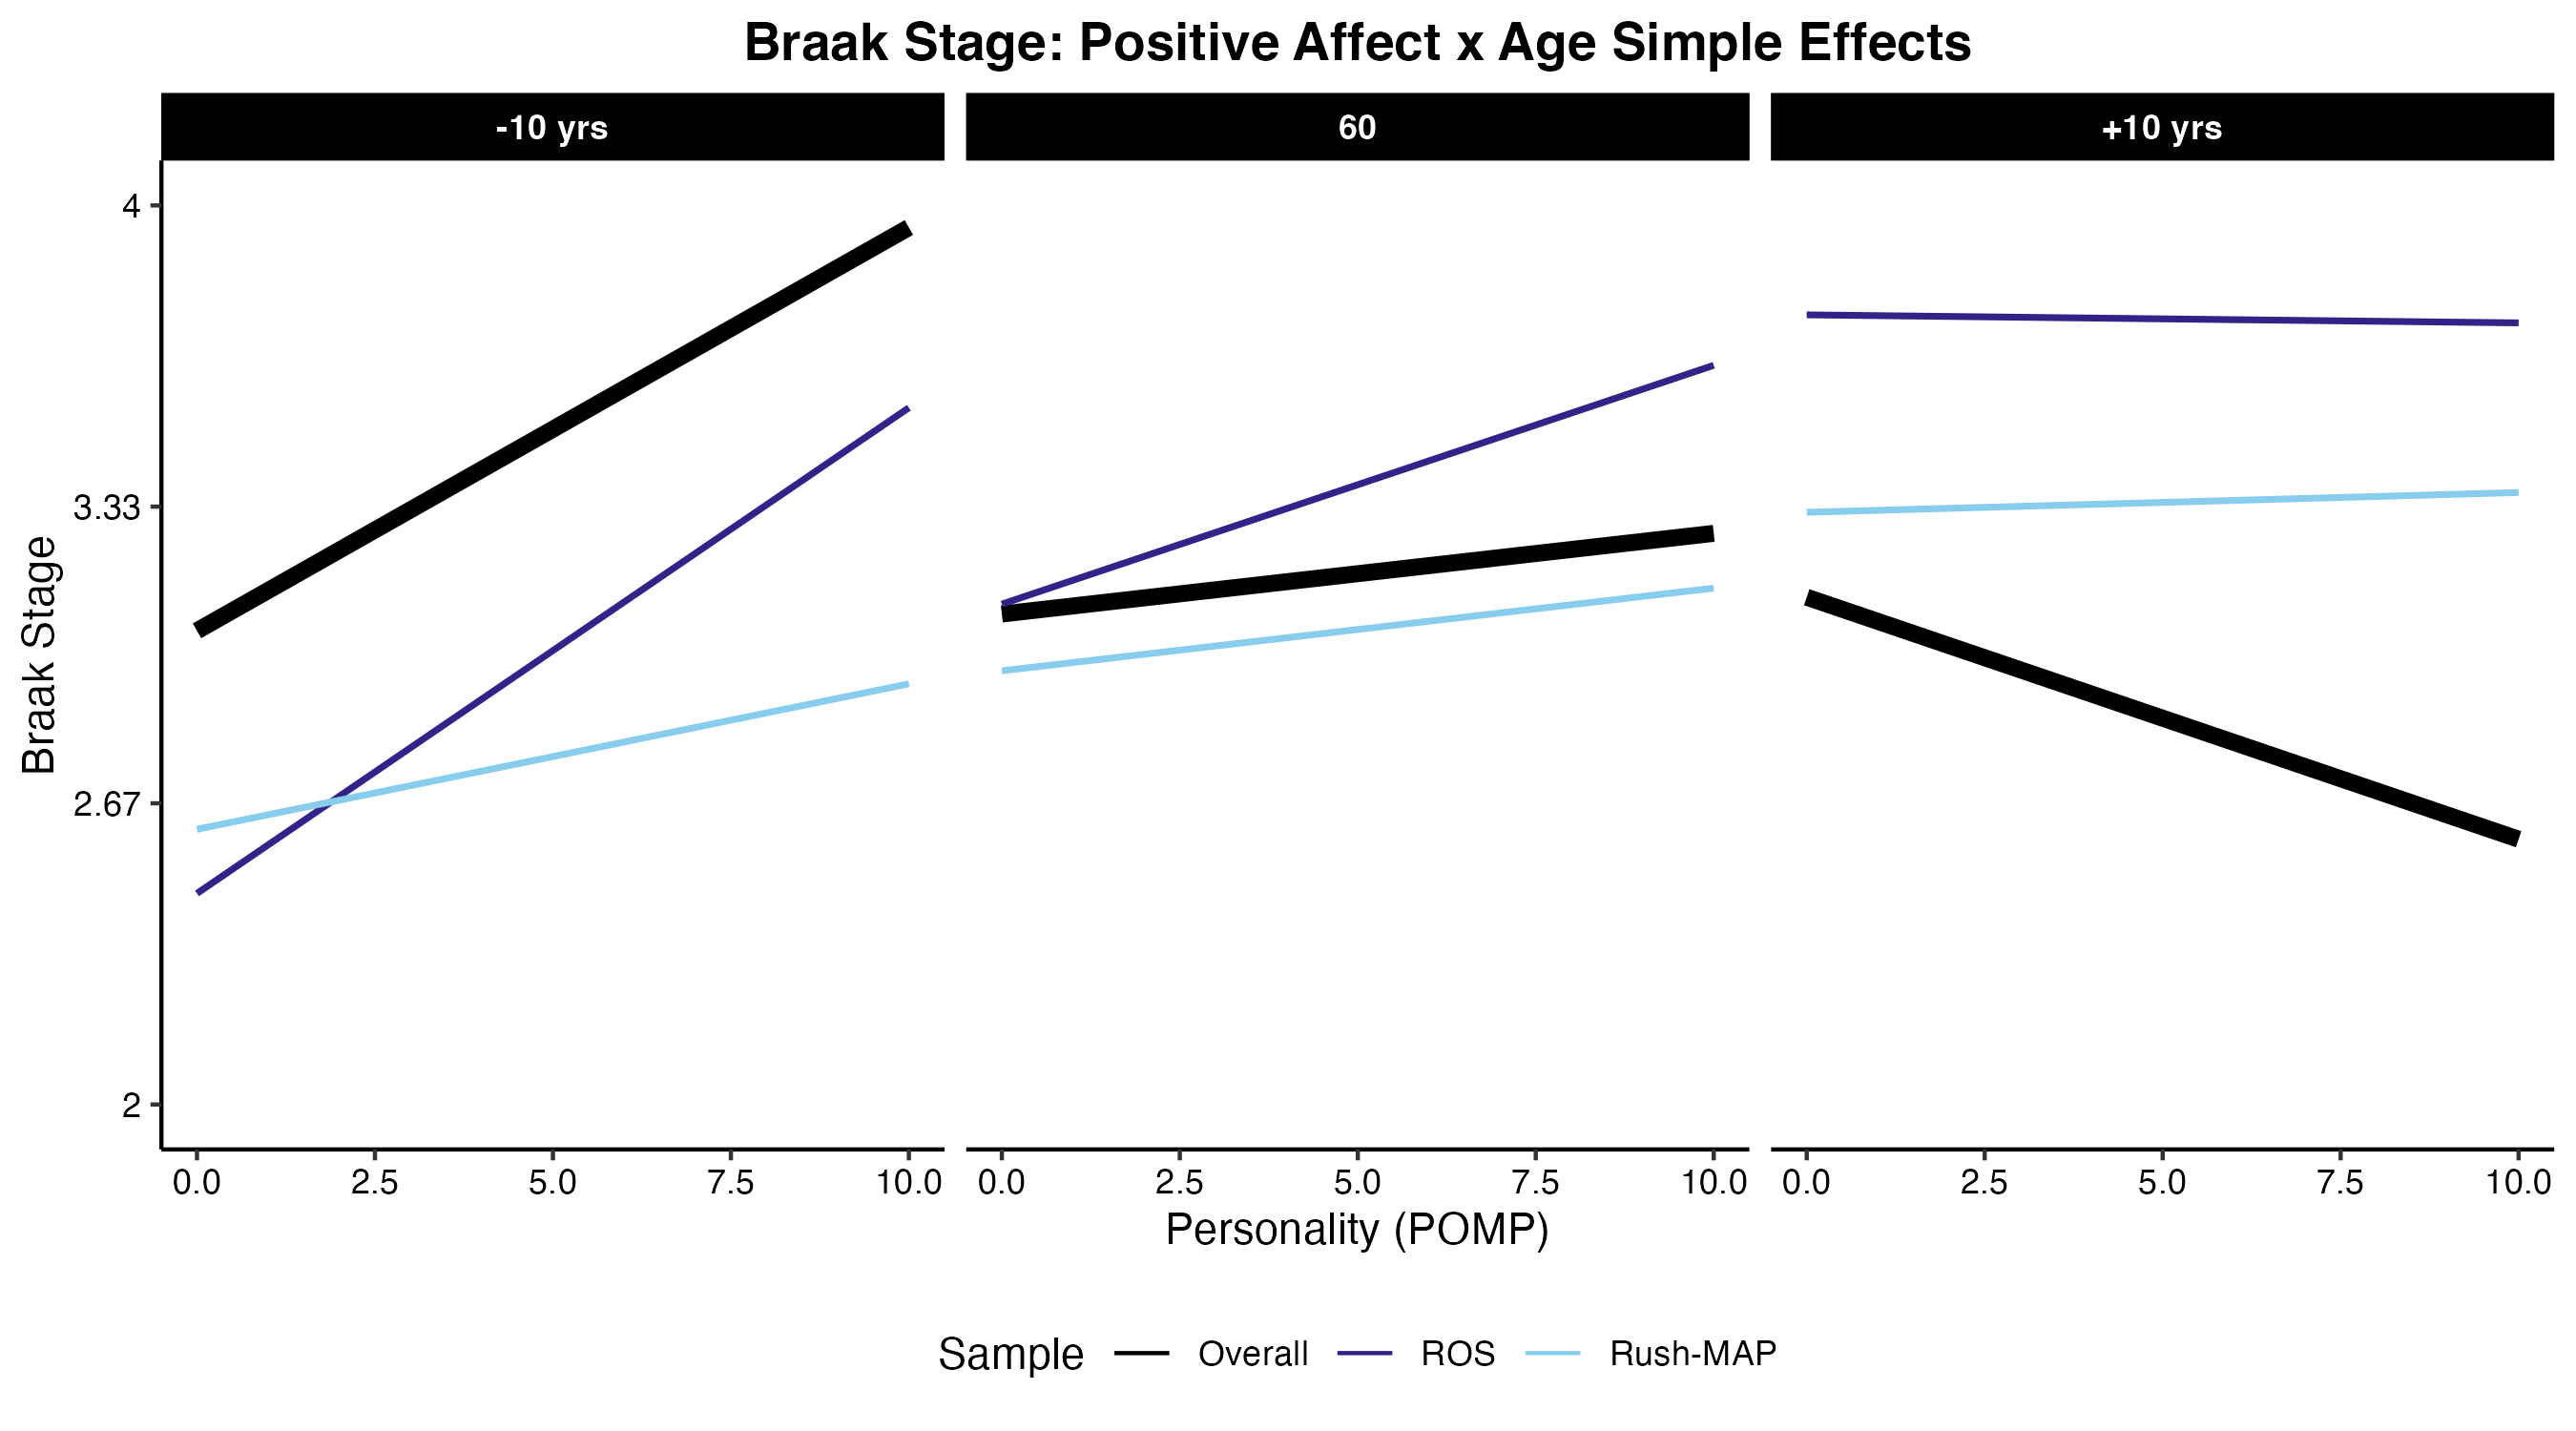 Braak Stage: Positive Affect x Age Simple Effects
-10 yrs 60 +10 yrs
4
3.33
2.67
2
Braak Stage
0.0 2.5 5.0 7.5 10.0 0.0 2.5 5.0 7.5 10.0 0.0 2.5 5.0 7.5 10.0
Personality (POMP)
Sample Overall ROS Rush-MAP